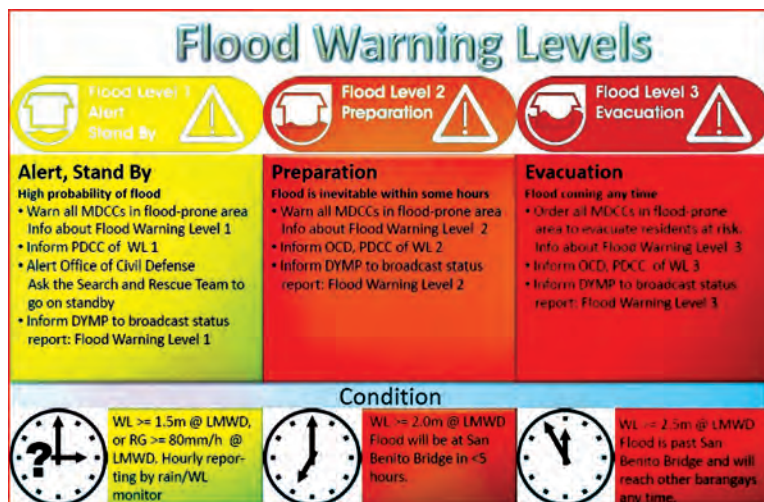 Flood Warning Levels
Flood Level 1
Alert
Stand By
Flood Level 2
Preparation
Flood Level 3
Evacuation
Alert, Stand By
High probability of flood
• Warn all MDCCs in flood-prone area
Info about Flood Warning Level 1
• Inform PDCC of WL 1
• Alert Office of Civil Defense
Ask the Search and Rescue Team to
go on standby
• Inform DYMP to broadcast status
report: Flood Warning Level 1
Preparation
Flood is inevitable within some hours
• Warn all MDCCs in flood-prone area
Info about Flood Warning Level 2
• Inform OCD, PDCC of WL 2
• Inform DYMP to broadcast status
report: Flood Warning Level 2
Evacuation
Flood coming any time
• Order all MDCCs in flood-prone
area to evacuate residents at risk.
Info about Flood Warning Level 3
• Inform OCD, PDCC of WL 3
• Inform DYMP to broadcast status
report: Flood Warning Level 3
Condition
?
WL >= 1.5m @ LMWD,
or RG >= 80mm/h @
LMWD. Hourly repor-
ting by rain/WL
monitor
WL >= 2.0m @ LMWD
Flood will be at San
Benito Bridge in <5
hours.
WL >= 2.5m @ LMWD
Flood is past San
Benito Bridge and will
reach other barangays
any time.